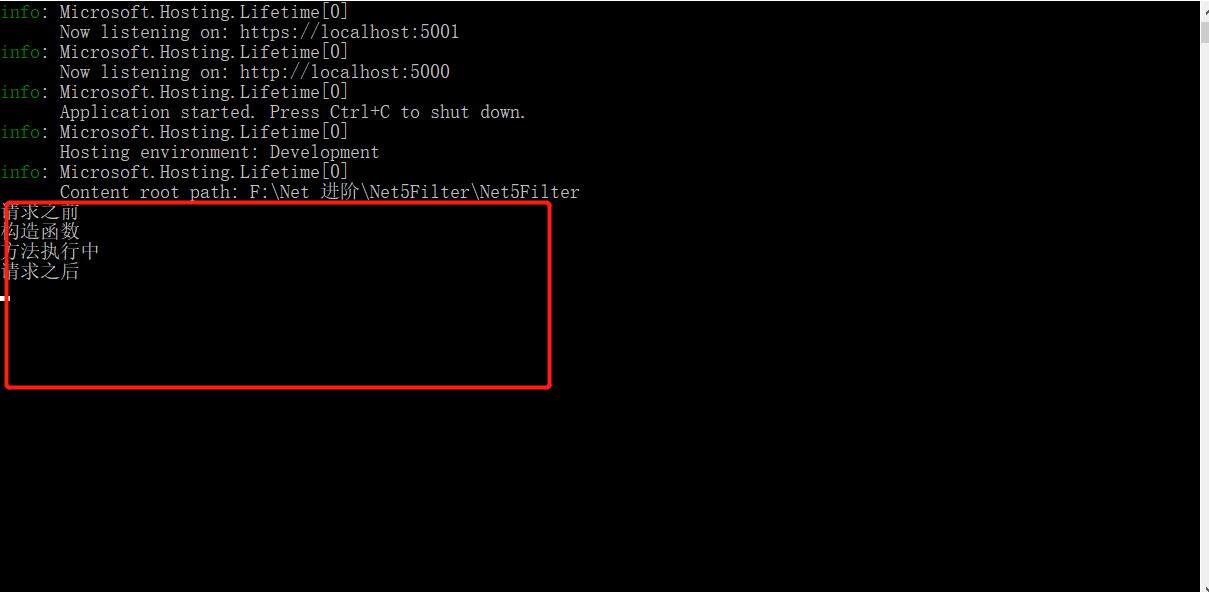 info: Microsoft.Hosting.Lifetime[0]
Now listening on: https://localhost:5001
info: Microsoft.Hosting.Lifetime[0]
Now listening on: http://localhost:5000
info: Microsoft.Hosting.Lifetime[0]
Application started. Press Ctrl+C to shut down.
info: Microsoft.Hosting.Lifetime[0]
Hosting environment: Development
info: Microsoft.Hosting.Lifetime[0]
Content root path: F:\Net 进阶\Net5Filter\Net5Filter
请求之前
构造函数
方法执行中
请求之后